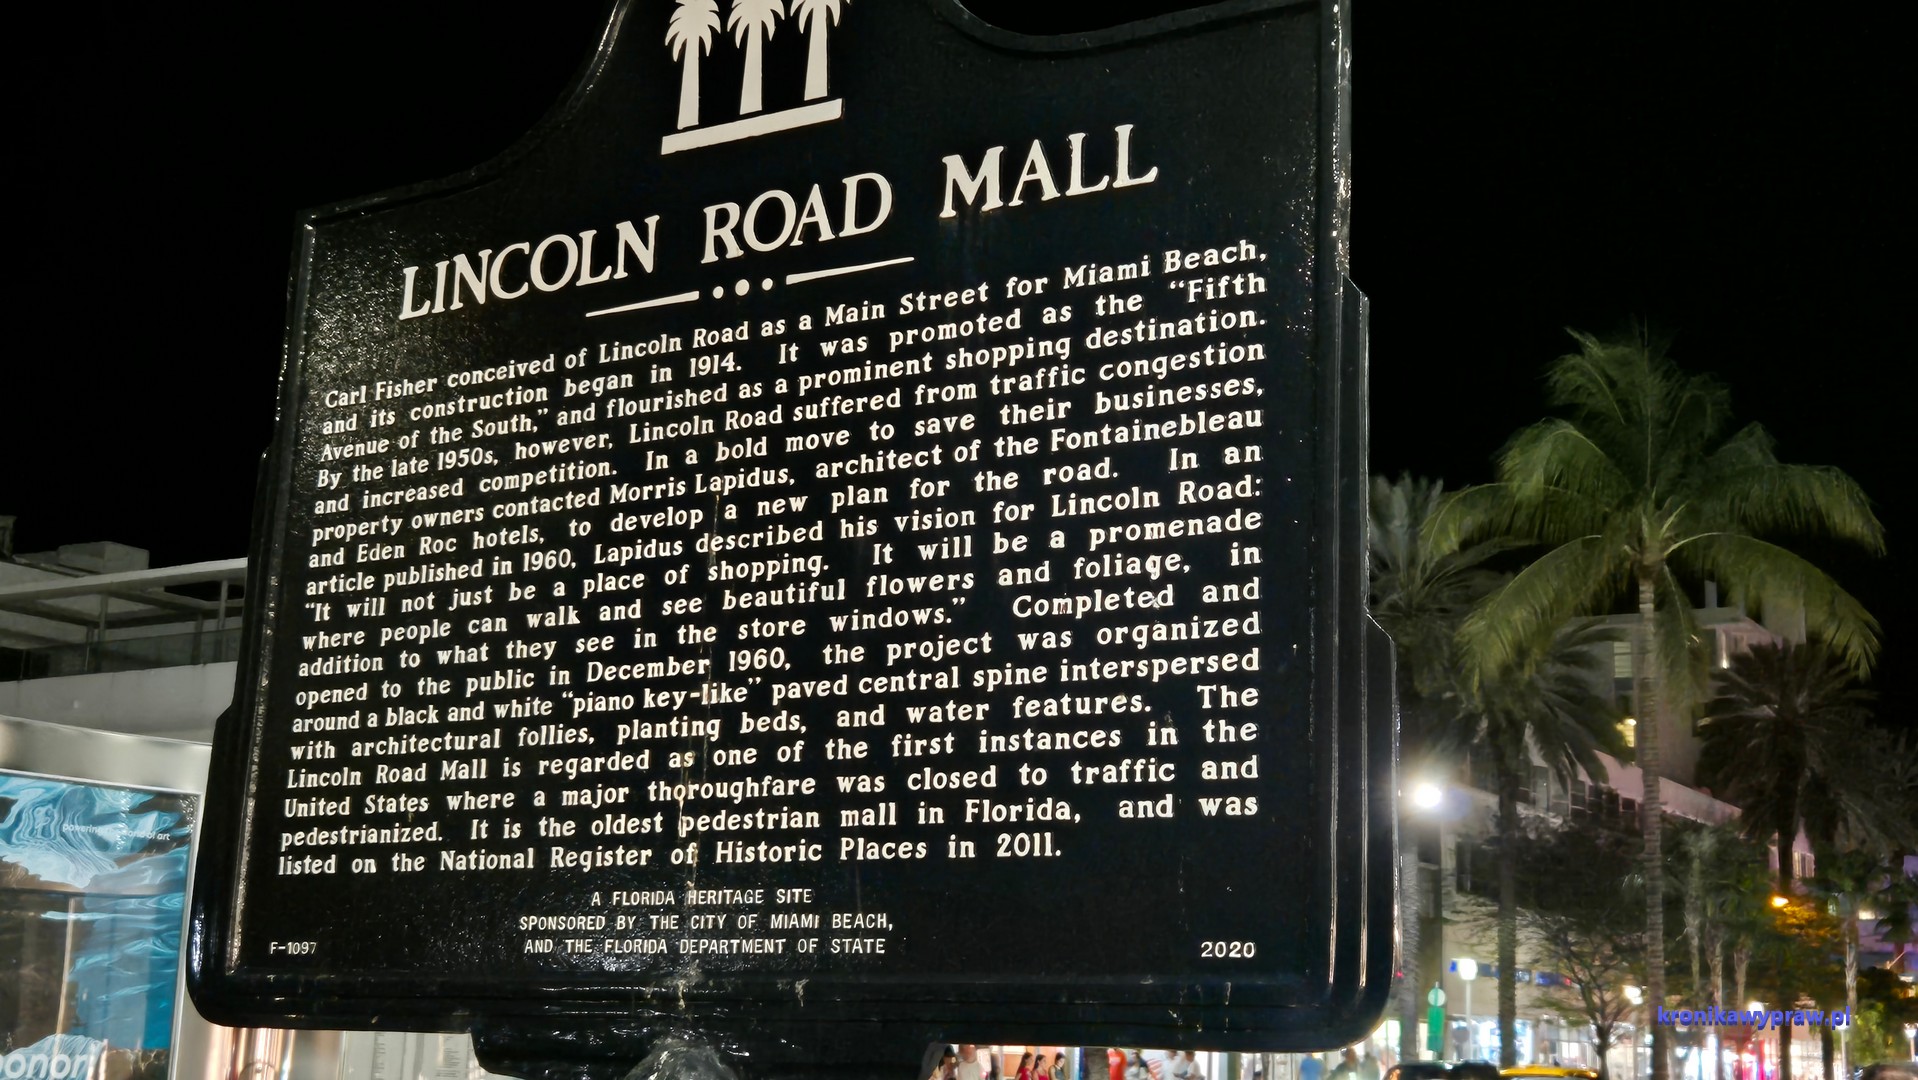 LINCOLN ROAD MALL
Carl Fisher conceived of Lincoln Road as a Main Street for Miami Beach,
and its construction began in 1914. It was promoted as the “Fifth
Avenue of the South,” and flourished as a prominent shopping destination.
By the late 1950s, however, Lincoln Road suffered from traffic congestion
and increased competition. In a bold move to save their businesses,
property owners contacted Morris Lapidus, architect of the Fontainebleau
and Eden Roc hotels, to develop a new plan for the road. In an
article published in 1960, Lapidus described his vision for Lincoln Road:
“It will not just be a place of shopping. It will be a promenade
where people can walk and see beautiful flowers and foliage, in
addition to what they see in the store windows.” Completed and
opened to the public in December 1960, the project was organized
around a black and white “piano key-like” paved central spine interspersed
with architectural follies, planting beds, and water features. The
Lincoln Road Mall is regarded as one of the first instances in the
United States where a major thoroughfare was closed to traffic and
pedestrianized. It is the oldest pedestrian mall in Florida, and was
listed on the National Register of Historic Places in 2011.
A FLORIDA HERITAGE SITE
SPONSORED BY THE CITY OF MIAMI BEACH,
AND THE FLORIDA DEPARTMENT OF STATE
F-1097
2020
of art
kronikawypraw.pl